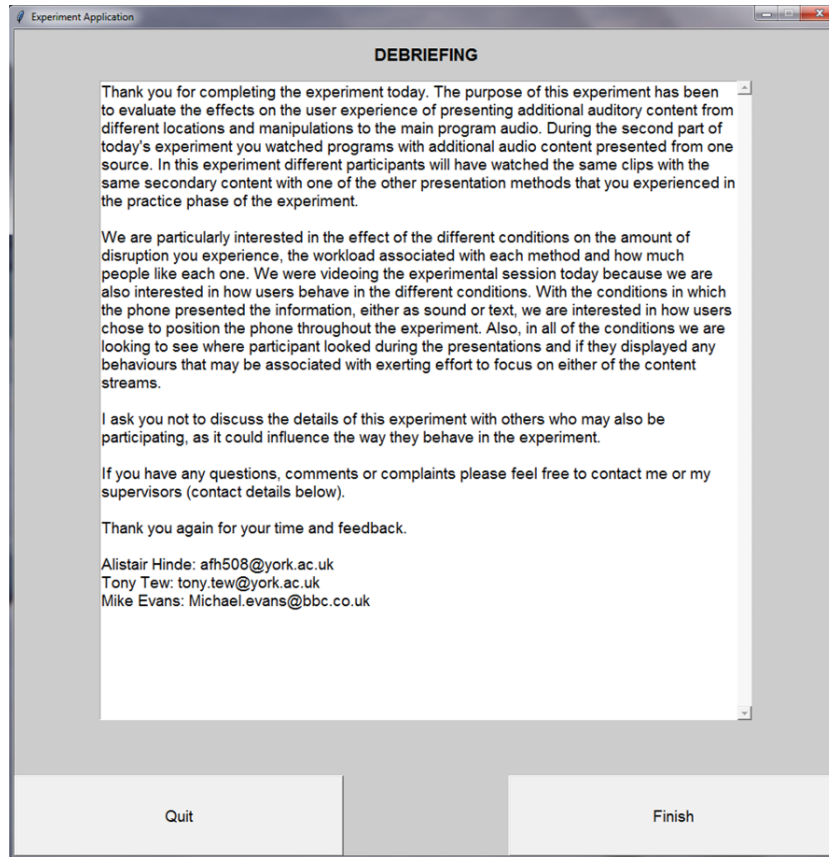 Experiment Application
DEBRIEFING
Thank you for completing the experiment today. The purpose of this experiment has been
to evaluate the effects on the user experience of presenting additional auditory content from
different locations and manipulations to the main program audio. During the second part of
today's experiment you watched programs with additional audio content presented from one
source. In this experiment different participants will have watched the same clips with the
same secondary content with one of the other presentation methods that you experienced in
the practice phase of the experiment.
We are particularly interested in the effect of the different conditions on the amount of
disruption you experience, the workload associated with each method and how much
people like each one. We were videoing the experimental session today because we are
also interested in how users behave in the different conditions. With the conditions in which
the phone presented the information, either as sound or text, we are interested in how users
chose to position the phone throughout the experiment. Also, in all of the conditions we are
looking to see where participant looked during the presentations and if they displayed any
behaviours that may be associated with exerting effort to focus on either of the content
streams.
I ask you not to discuss the details of this experiment with others who may also be
participating, as it could influence the way they behave in the experiment.
If you have any questions, comments or complaints please feel free to contact me or my
supervisors (contact details below).
Thank you again for your time and feedback.
Alistair Hinde: afh508@york.ac.uk
Tony Tew: tony.tew@york.ac.uk
Mike Evans: Michael.evans@bbc.co.uk
Quit
Finish